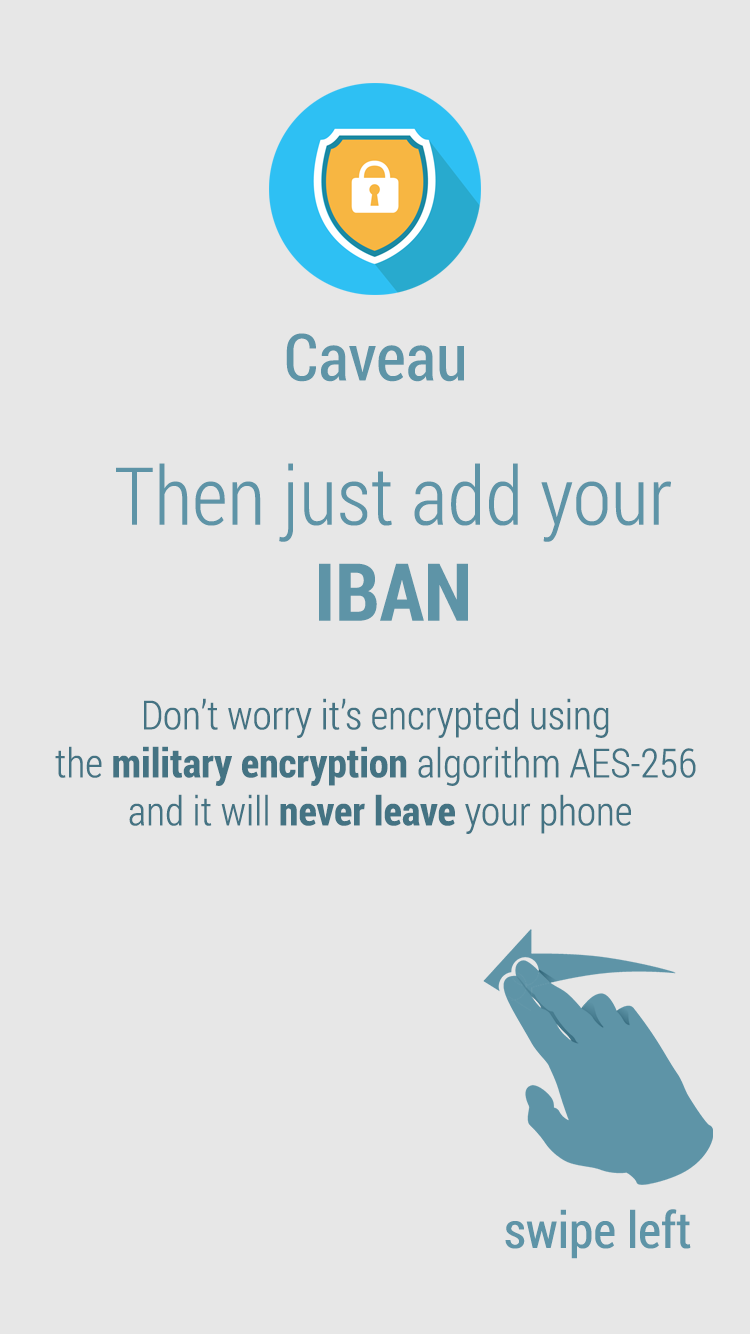 Caveau
Then just add your
IBAN
Don’t worry it’s encrypted using
the military encryption algorithm AES-256
and it will never leave your phone
swipe left